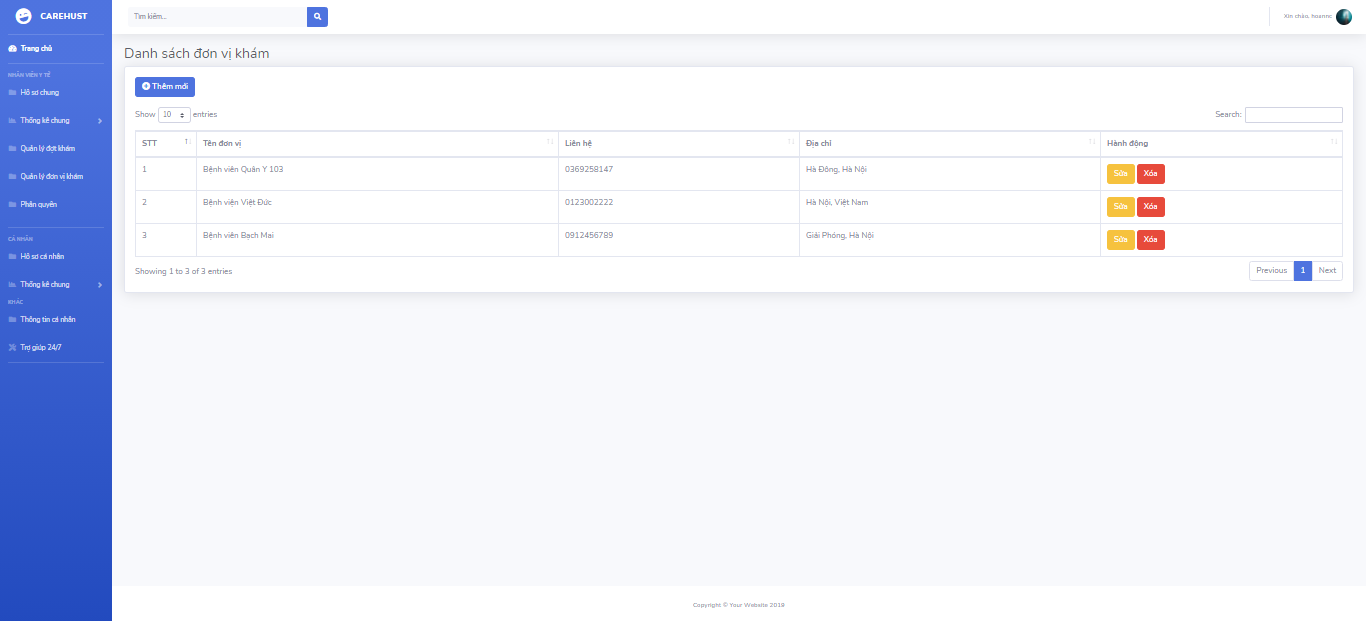 CAREHUST
Trang chủ
NHÂN VIÊN Y TẾ
Hồ sơ chung
Thống kê chung
Quản lý đợt khám
Quản lý đơn vị khám
Phân quyền
CÁ NHÂN
Hồ sơ cá nhân
Thống kê chung
KHÁC
Thông tin cá nhân
Trợ giúp 24/7
Tìm kiếm...
Xin chào, hoannc
Danh sách đơn vị khám
Thêm mới
Show 10 entries
Search:
STT Tên đơn vị Liên hệ Địa chỉ Hành động
1 Bệnh viên Quân Y 103 0369258147 Hà Đông, Hà Nội Sửa Xóa
2 Bệnh viện Việt Đức 0123002222 Hà Nội, Việt Nam Sửa Xóa
3 Bệnh viên Bạch Mai 0912456789 Giải Phóng, Hà Nội Sửa Xóa
Showing 1 to 3 of 3 entries
Previous 1 Next
Copyright © Your Website 2019